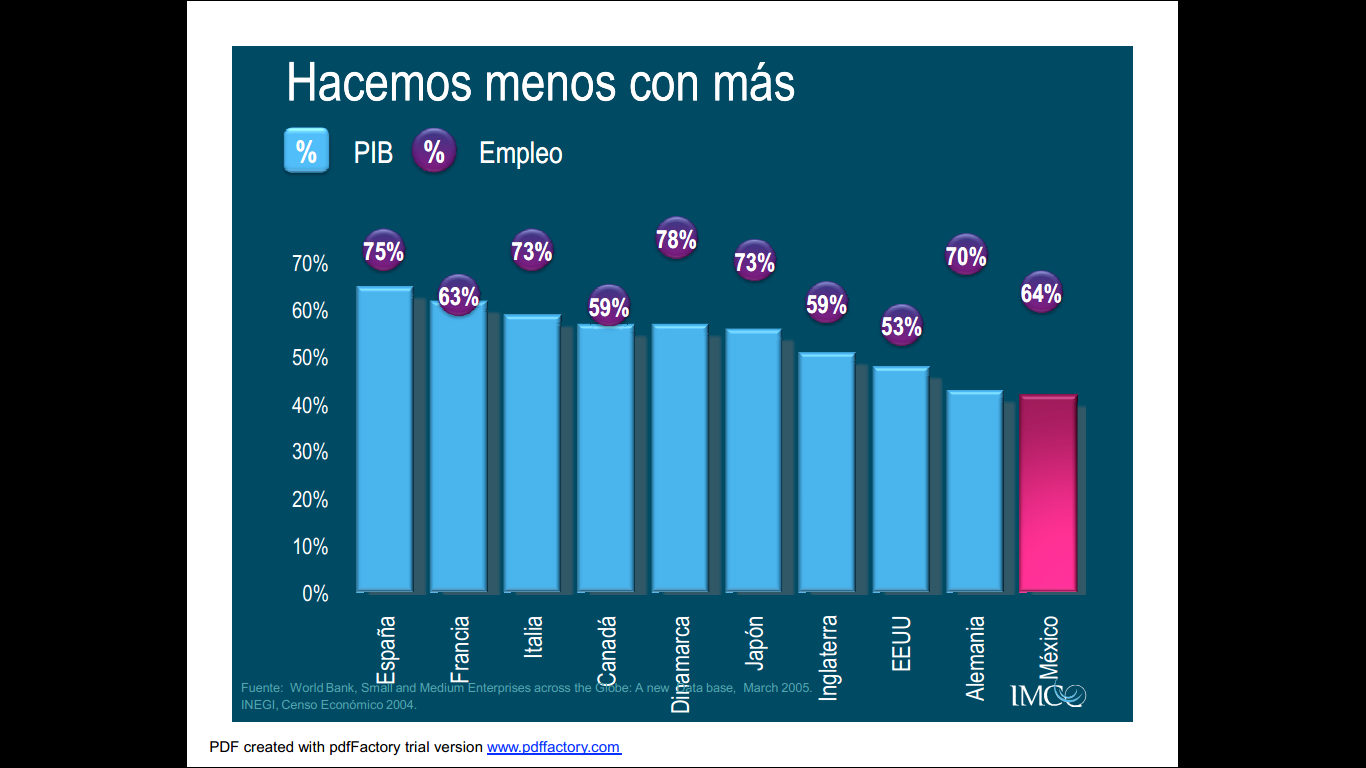 Hacemos menos con más
% PIB % Empleo
75% 63% 73% 59% 78% 73% 59% 53% 70% 64%
70%
60%
50%
40%
30%
20%
10%
0%
España
Francia
Italia
Canadá
Dinamarca
Japón
Inglaterra
EEUU
Alemania
México
Fuente: World Bank, Small and Medium Enterprises across the Globe: A new Data base, March 2005.
INEGI, Censo Económico 2004.
IMCO
PDF created with pdfFactory trial version www.pdffactory.com